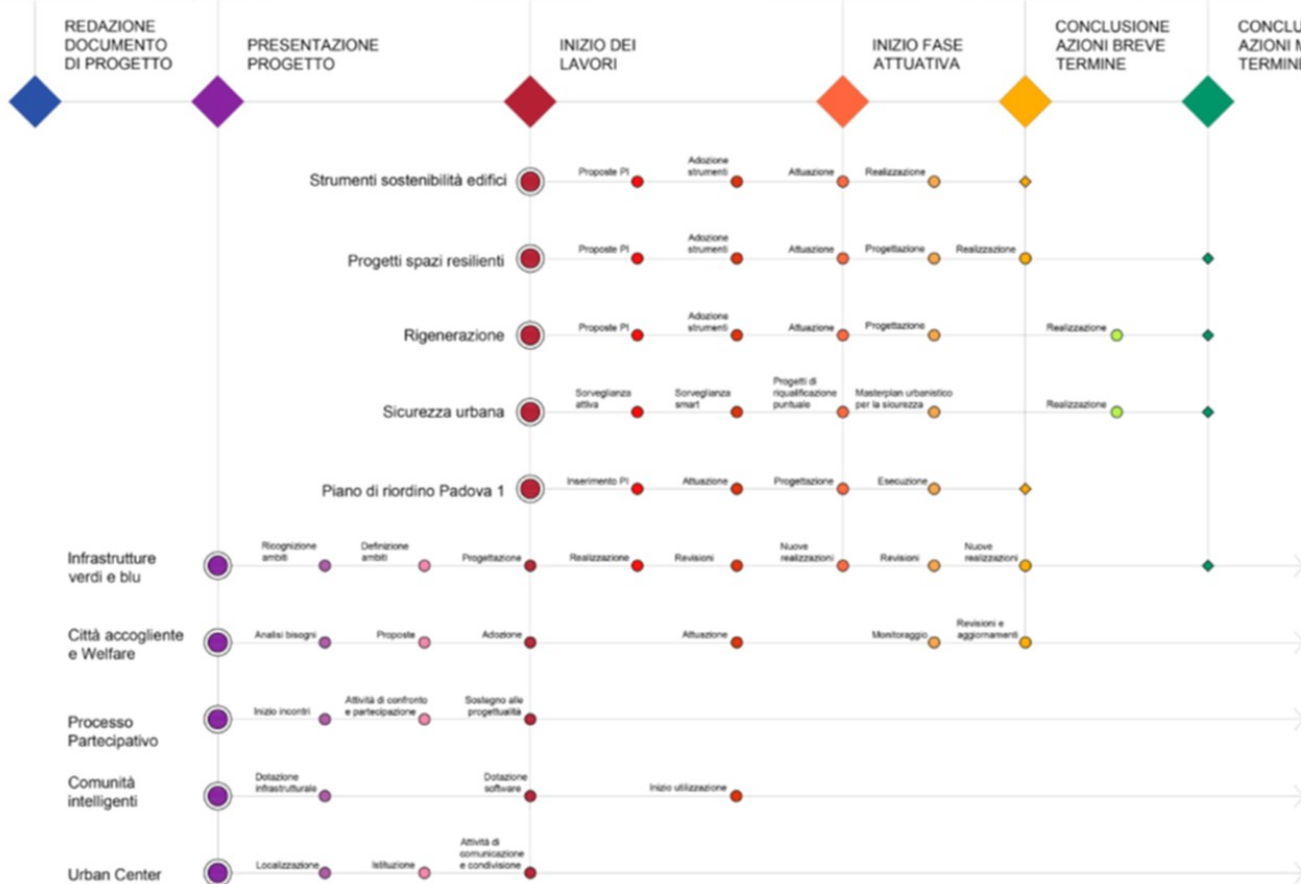 REDAZIONE
DOCUMENTO
DI PROGETTO
PRESENTAZIONE
PROGETTO
INIZIO DEI
LAVORI
INIZIO FASE
ATTUATIVA
CONCLUSIONE
AZIONI BREVE
TERMINE
CONCLU
AZIONI M
TERMIN
Strumenti sostenibilità edifici
Proposte PI
Adozione
strumenti
Attuazione
Realizzazione
Progetti spazi resilienti
Proposte PI
Adozione
strumenti
Attuazione
Progettazione
Realizzazione
Rigenerazione
Proposte PI
Adozione
strumenti
Attuazione
Progettazione
Realizzazione
Sicurezza urbana
Sorveglianza
attiva
Sorveglianza
smart
Progetti di
riqualificazione
puntuale
Masterplan urbanistico
per la sicurezza
Realizzazione
Piano di riordino Padova 1
Inserimento PI
Attuazione
Progettazione
Esecuzione
Infrastrutture
verdi e blu
Ricognizione
ambiti
Definizione
ambiti
Progettazione
Realizzazione
Revisioni
Nuove
realizzazioni
Revisioni
Nuove
realizzazioni
Città accogliente
e Welfare
Analisi bisogni
Proposte
Adozione
Attuazione
Monitoraggio
Revisioni e
aggiornamenti
Processo
Partecipativo
Inizio incontri
Attività di confronto
e partecipazione
Sostegno alle
progettualità
Comunità
intelligenti
Dotazione
infrastrutturale
Dotazione
software
Inizio utilizzazione
Urban Center
Localizzazione
Istituzione
Attività di
comunicazione
e condivisione